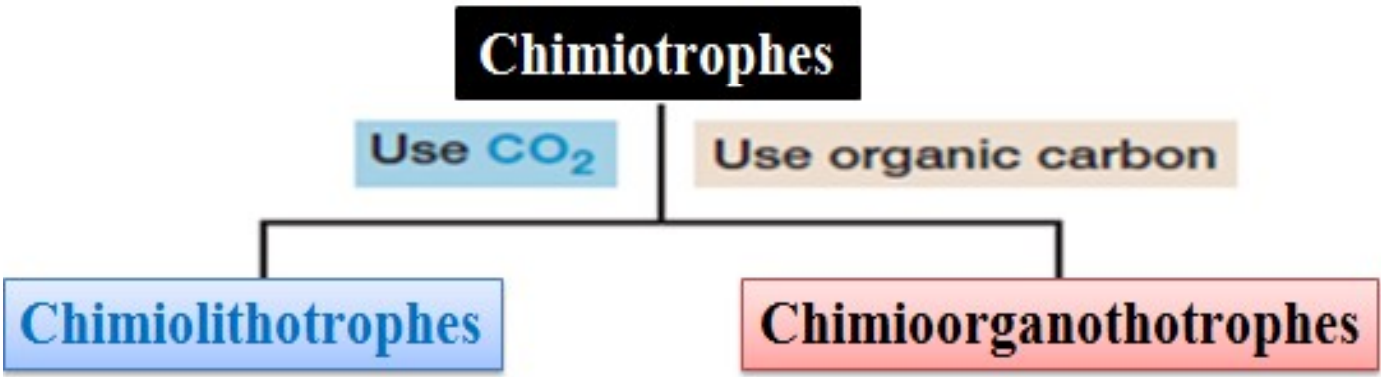 Chimiotrophes
Use CO₂
Use organic carbon
Chimiolithotrophes
Chimioorganothotrophes